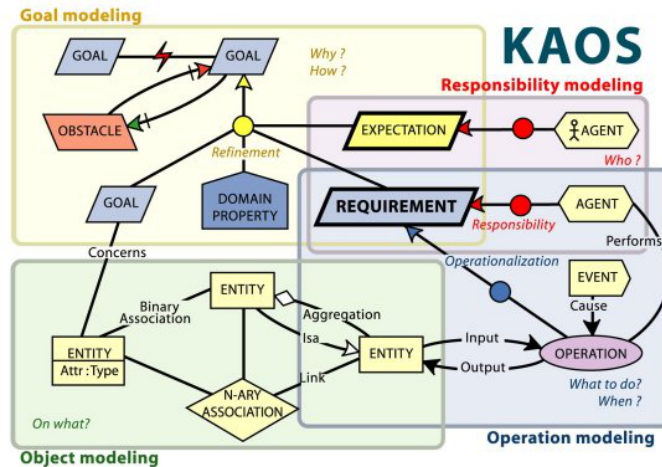 Goal modeling
KAOS
GOAL
GOAL
Why ?
How ?
Responsibility modeling
OBSTACLE
EXPECTATION
AGENT
Refinement
Who ?
GOAL
DOMAIN
PROPERTY
REQUIREMENT
AGENT
Responsibility
Concerns
Performs
Operationalization
EVENT
Cause
ENTITY
Binary
Association
Aggregation
Isa
ENTITY
Attr : Type
ENTITY
Input
OPERATION
Output
Link
N-ARY
ASSOCIATION
What to do?
When ?
On what?
Object modeling
Operation modeling